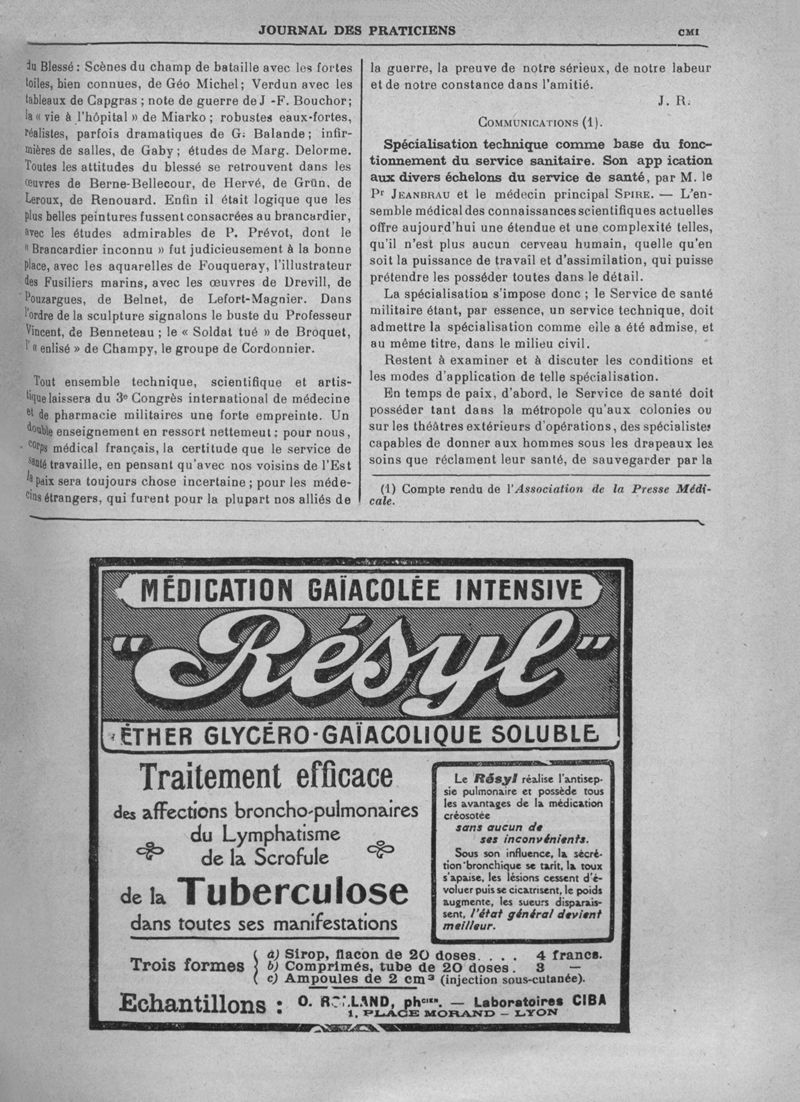 JOURNAL DES PRATICIENS
CMI
du Blessé : Scènes du champ de bataille avec les fortes
toiles, bien connues, de Géo Michel ; Verdun avec les
tableaux de Capgras ; note de guerre de J -F. Bouchor;
la « vie à l'hôpital » de Miarko ; robustes eaux-fortes,
réalistes, parfois dramatiques de G. Balande ; infir-
mières de salles, de Gaby ; études de Marg. Delorme.
Toutes les attitudes du blessé se retrouvent dans les
œuvres de Berne-Bellecour, de Hervé, de Grün, de
Leroux, de Renouard. Enfin il était logique que les
plus belles peintures fussent consacrées au brancardier,
avec les études admirables de P. Prévot, dont le
« Brancardier inconnu » fut judicieusement à la bonne
place, avec les aquarelles de Fouqueray, l'illustrateur
des Fusiliers marins, avec les œuvres de Drevill, de
Pouzargues, de Belnet, de Lefort-Magnier. Dans
l'ordre de la sculpture signalons le buste du Professeur
Vincent, de Benneteau ; le « Soldat tué » de Broquet,
l' « enlisé » de Champy, le groupe de Cordonnier.
Tout ensemble technique, scientifique et artis-
tique laissera du 3e Congrès international de médecine
et de pharmacie militaires une forte empreinte. Un
double enseignement en ressort nettemeut : pour nous,
corps médical français, la certitude que le service de
santé travaille, en pensant qu'avec nos voisins de l'Est
la paix sera toujours chose incertaine ; pour les méde-
cins étrangers, qui furent pour la plupart nos alliés de
la guerre, la preuve de notre sérieux, de notre labeur
et de notre constance dans l'amitié.
J. R.
COMMUNICATIONS (1).
Spécialisation technique comme base du fonc-
tionnement du service sanitaire. Son app ication
aux divers échelons du service de santé, par M. le
Pr JEANBRAU et le médecin principal SPIRE. — L'en-
semble médical des connaissances scientifiques actuelles
offre aujourd'hui une étendue et une complexité telles,
qu'il n'est plus aucun cerveau humain, quelle qu'en
soit la puissance de travail et d'assimilation, qui puisse
prétendre les posséder toutes dans le détail.
La spécialisation s'impose donc ; le Service de santé
militaire étant, par essence, un service technique, doit
admettre la spécialisation comme elle a été admise, et
au même titre, dans le milieu civil.
Restent à examiner et à discuter les conditions et
les modes d'application de telle spécialisation.
En temps de paix, d'abord, le Service de santé doit
posséder tant dans la métropole qu'aux colonies ou
sur les théâtres extérieurs d'opérations, des spécialistes
capables de donner aux hommes sous les drapeaux les
soins que réclament leur santé, de sauvegarder par la
(1) Compte rendu de l'Association de la Presse Médi-
cale.
MÉDICATION GAÏACOLÉE INTENSIVE
"Résyl"
ÉTHER GLYCÉRO-GAÏACOLIQUE SOLUBLE
Traitement efficace
des affections broncho-pulmonaires
du Lymphatisme
de la Scrofule
de la Tuberculose
dans toutes ses manifestations
Le Résyl réalise l'antisep-
sie pulmonaire et possède tous
les avantages de la médication
créosotée
sans aucun de
ses inconvénients.
Sous son influence, la sécré-
tion bronchique se tarit, la toux
s'apaise, les lésions cessent d'é-
voluer puis se cicatrisent, le poids
augmente, les sueurs disparais-
sent, l'état général devient
meilleur.
Trois formes
a) Sirop, flacon de 20 doses. . . . 4 francs.
b) Comprimés, tube de 20 doses. 3 —
c) Ampoules de 2 cm3 (injection sous-cutanée).
Echantillons : O. ph^cien. — Laboratoires CIBA
1, PLACE MORAND — LYON